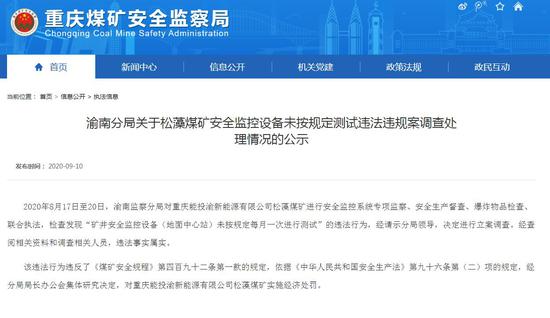 重庆煤矿安全监察局
Chongqing Coal Mine Safety Administration
首页 新闻中心 信息公开 机关党建 政策法规 政民互动
当前位置： 首页 > 信息公开 > 执法信息
渝南分局关于松藻煤矿安全监控设备未按规定测试违法违规案调查处
理情况的公示
发布时间： 2020-09-10
2020年8月17日至20日，渝南监察分局对重庆能投渝新能源有限公司松藻煤矿进行安全监控系统专项监察、安全生产督查、爆炸物品检查、
联合执法，检查发现“矿井安全监控设备（地面中心站）未按规定每月一次进行测试”的违法行为，经请示分局领导，决定进行立案调查。经查
阅相关资料和调查相关人员，违法事实属实。
该违法行为违反了《煤矿安全规程》第四百九十二条第一款的规定，依据《中华人民共和国安全生产法》第九十六条第（二）项的规定，经
分局局长办公会集体研究决定，对重庆能投渝新能源有限公司松藻煤矿实施经济处罚。